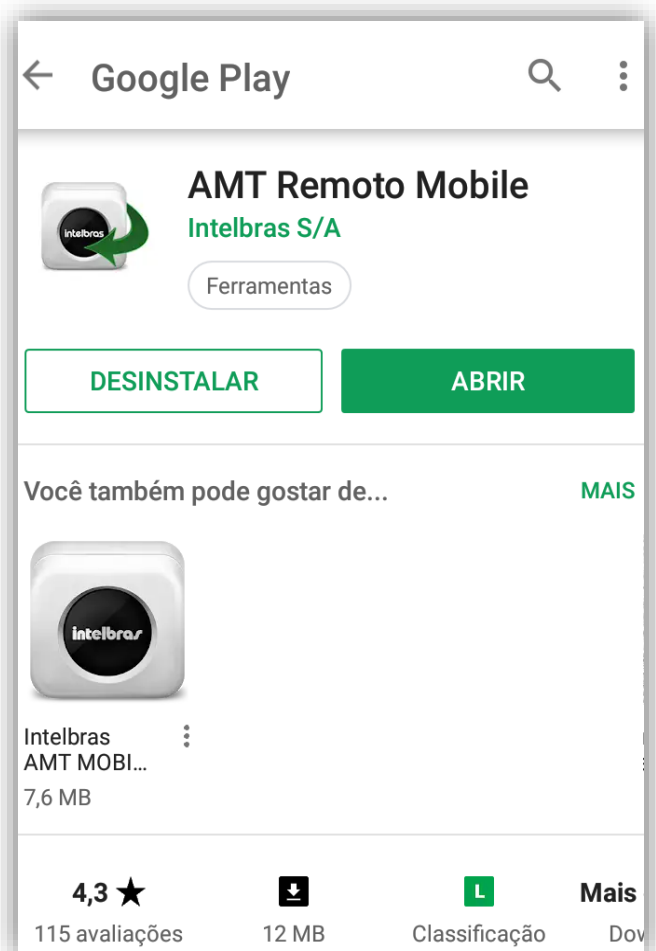 Google Play
AMT Remoto Mobile
intelbras
Intelbras S/A
Ferramentas
DESINSTALAR
ABRIR
Você também pode gostar de...
MAIS
intelbras
Intelbras
AMT MOBI...
7,6 MB
4,3 ★
L
Mais
115 avaliações
12 MB
Classificação
Dow